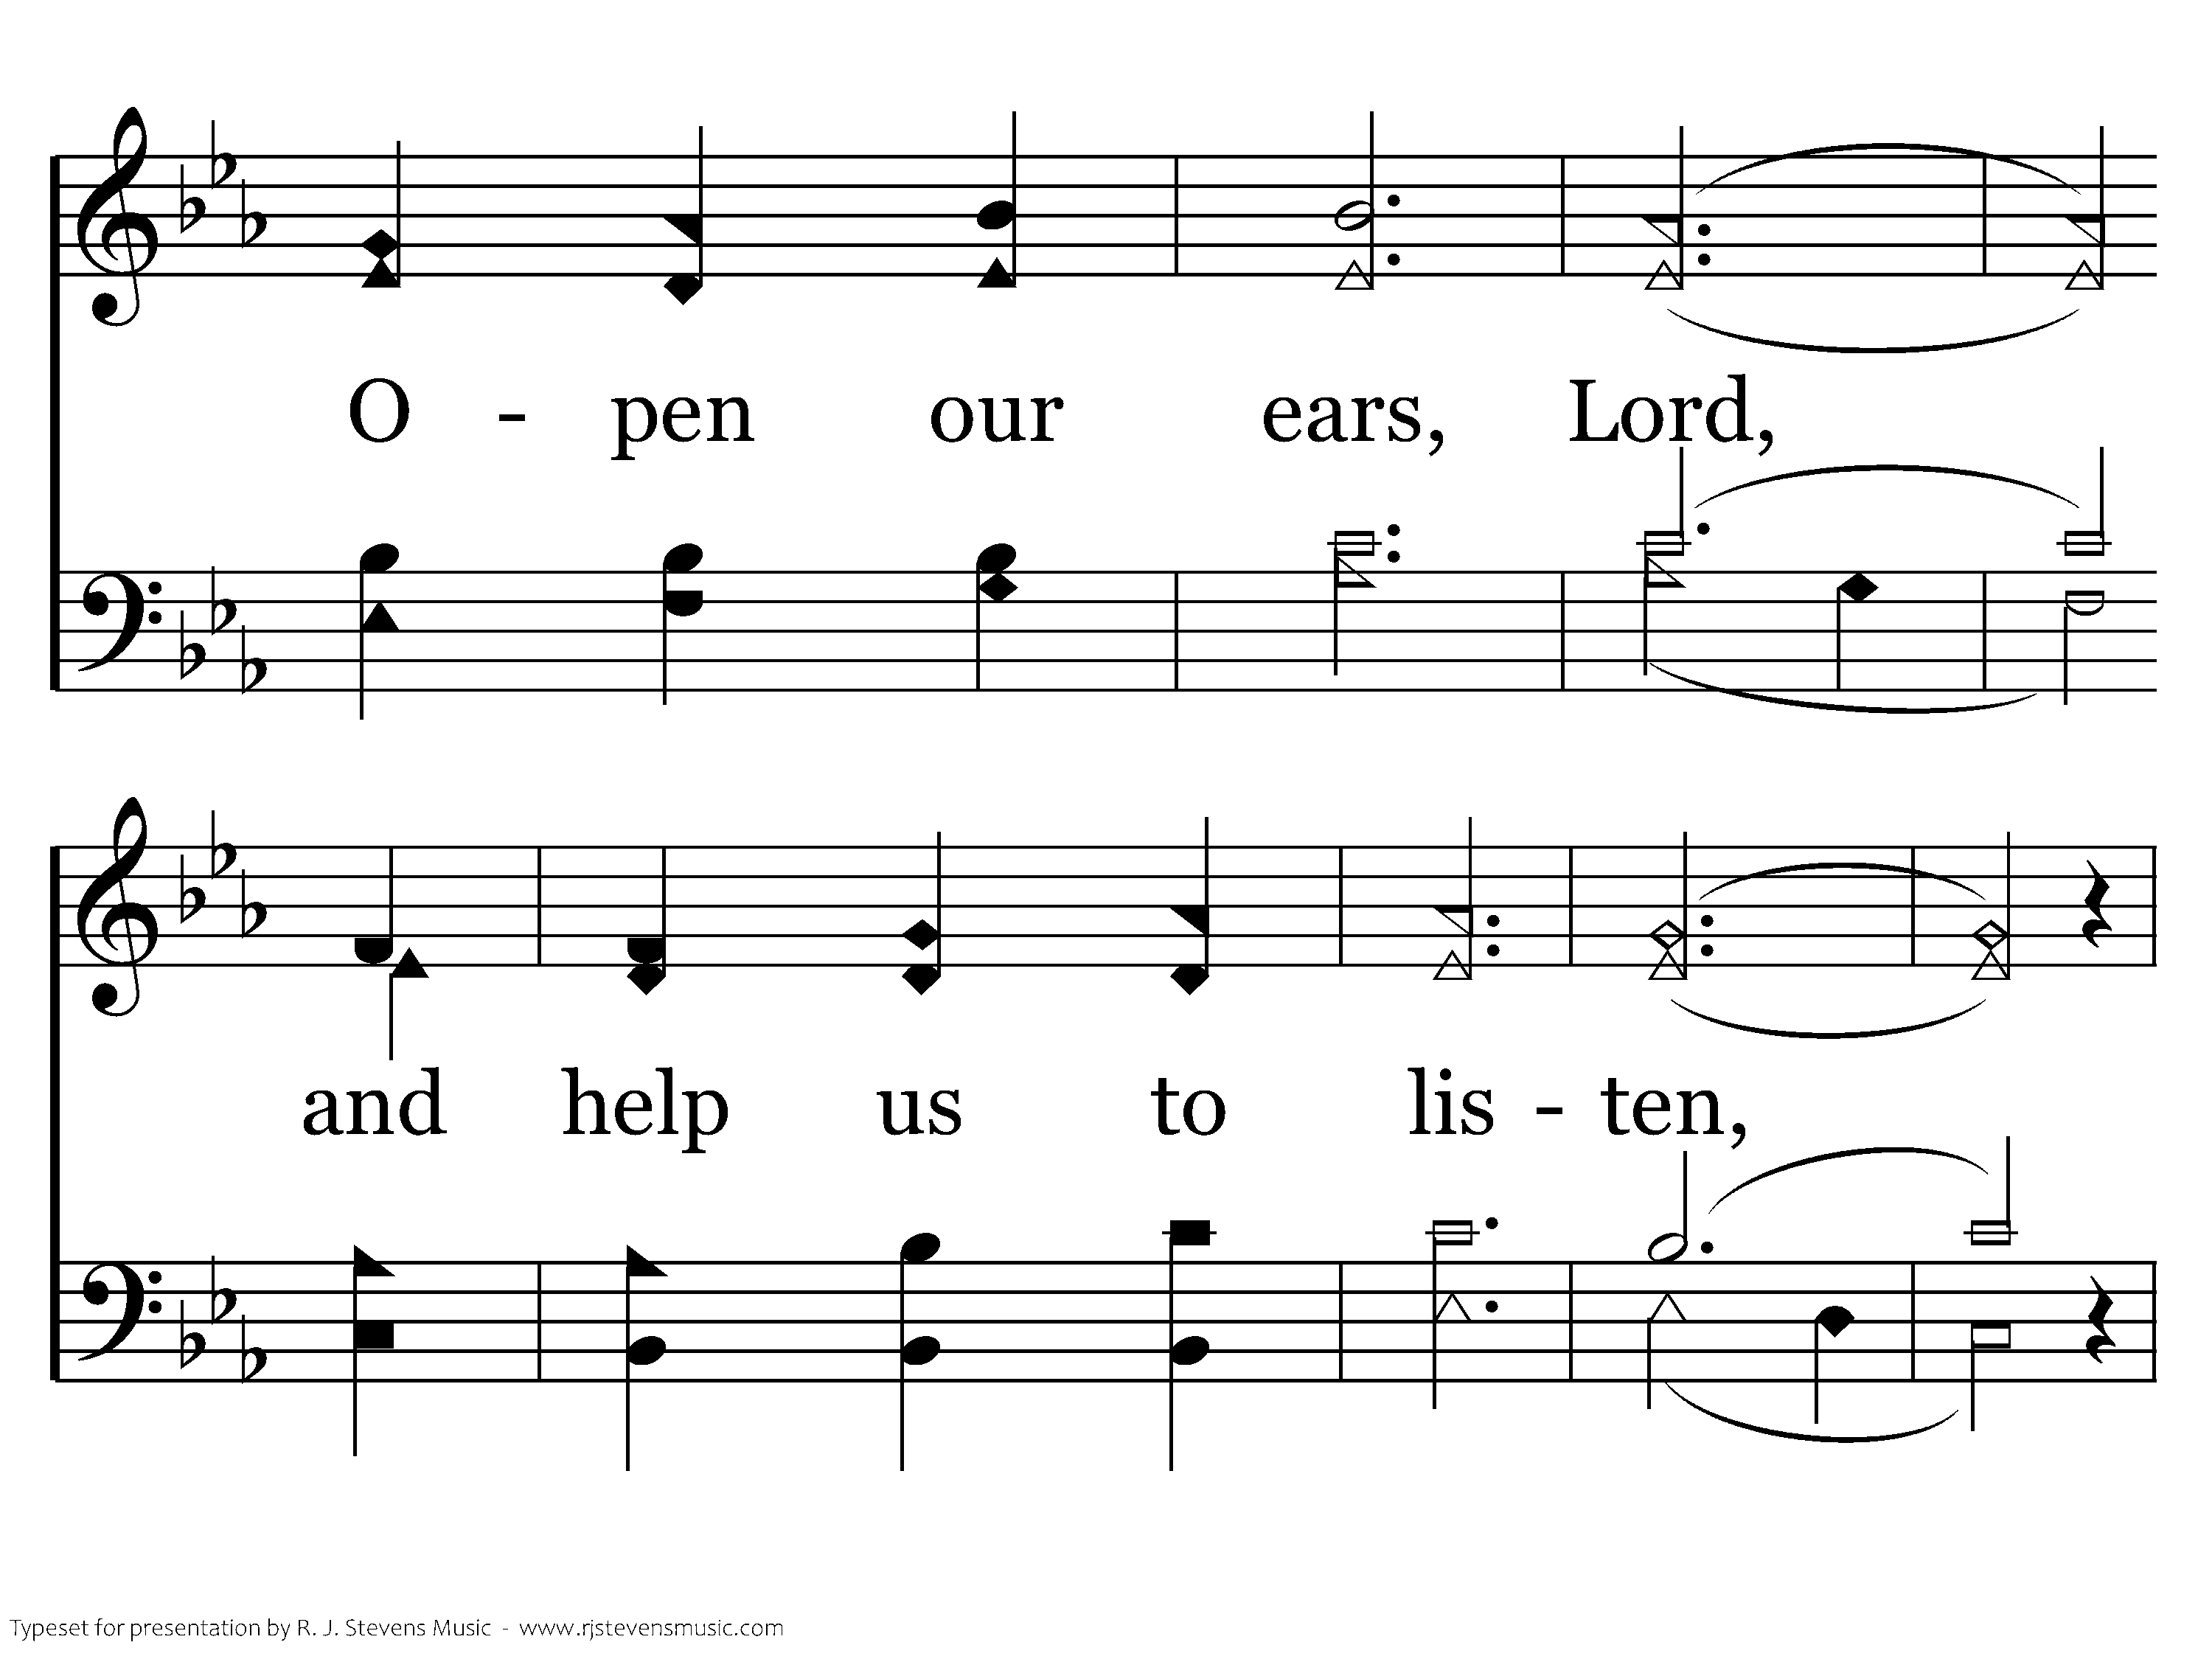 O - pen our ears, Lord,
and help us to lis - ten,
Typeset for presentation by R. J. Stevens Music - www.rjstevensmusic.com